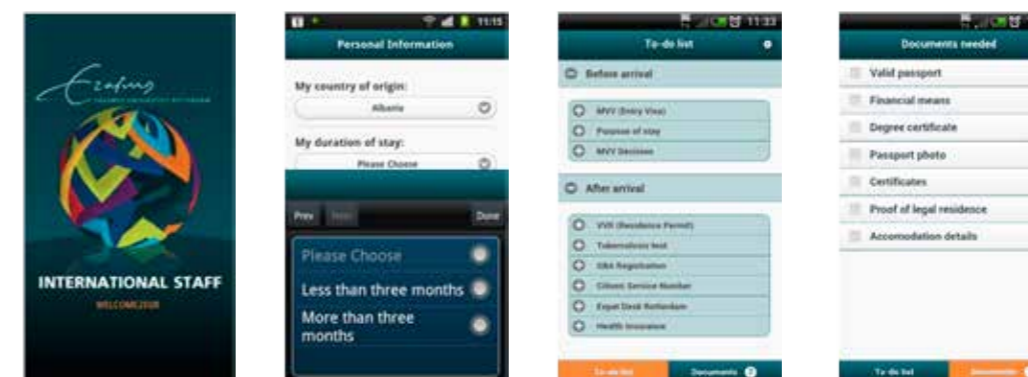 Erasmus
INTERNATIONAL STAFF
WELCOME2EUR
11:15
Personal Information
My country of origin:
Albania
My duration of stay:
Please Choose
Prev
Done
Please Choose
Less than three months
More than three
months
11:33
To-do list
Before arrival
MVV (Entry Visa)
Purpose of stay
MVV Decision
After arrival
VVR (Residence Permit)
Tuberculosis test
GBA Registration
Citizen Service Number
Expat Desk Rotterdam
Health Insurance
To-do list
Documents
Documents needed
Valid passport
Financial means
Degree certificate
Passport photo
Certificates
Proof of legal residence
Accomodation details
To-do list
Documents